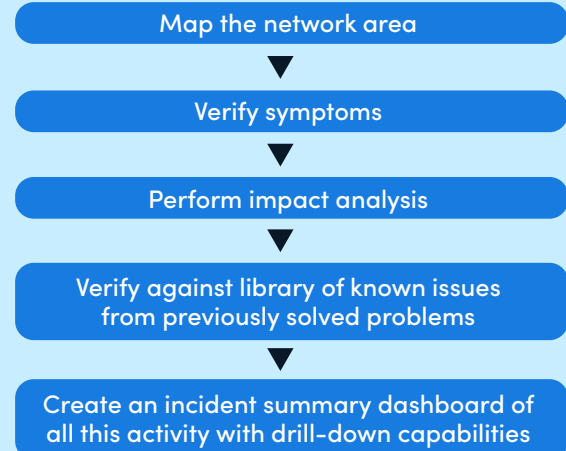 Map the network area
Verify symptoms
Perform impact analysis
Verify against library of known issues
from previously solved problems
Create an incident summary dashboard of
all this activity with drill-down capabilities